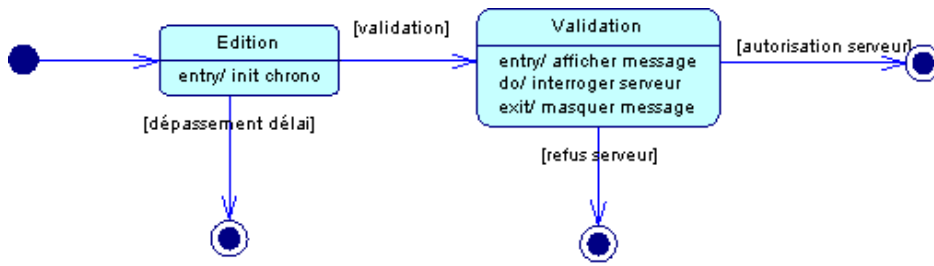 Edition
entry/ init chrono
[validation]
Validation
entry/ afficher message
do/ interroger serveur
exit/ masquer message
[autorisation serveur]
[dépassement délai]
[refus serveur]